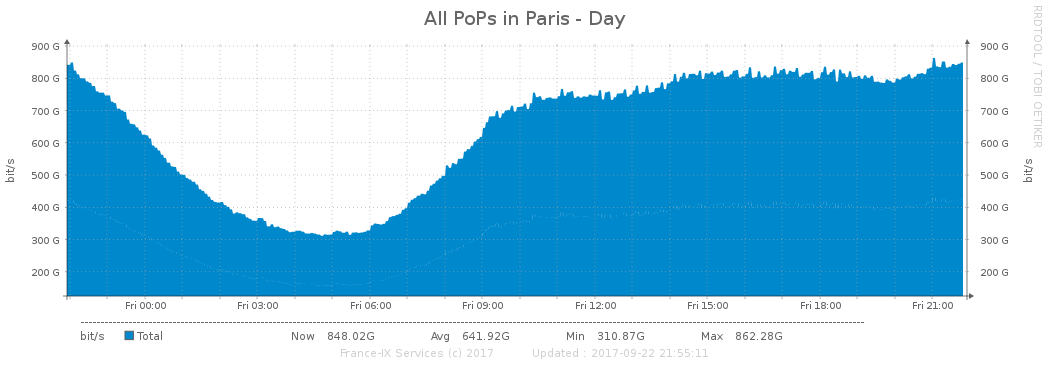 All PoPs in Paris - Day
RRDTOOL / TOBI OETIKER
900 G 900 G
800 G 800 G
700 G 700 G
600 G 600 G
500 G 500 G
400 G 400 G
300 G 300 G
200 G 200 G
bit/s
bit/s
Fri 00:00 Fri 03:00 Fri 06:00 Fri 09:00 Fri 12:00 Fri 15:00 Fri 18:00 Fri 21:00
bit/s Total Now 848.02G Avg 641.92G Min 310.87G Max 862.28G
France-IX Services (c) 2017 Updated : 2017-09-22 21:55:11